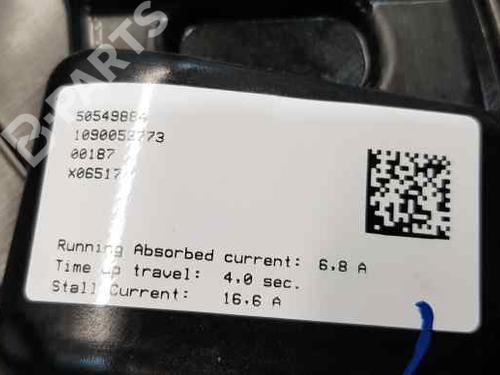 B-PARTS
50549884
1090053773
00187
X06517
Running Absorbed current: 6.8 A
Time up travel: 4.0 sec.
Stall Current: 16.6 A